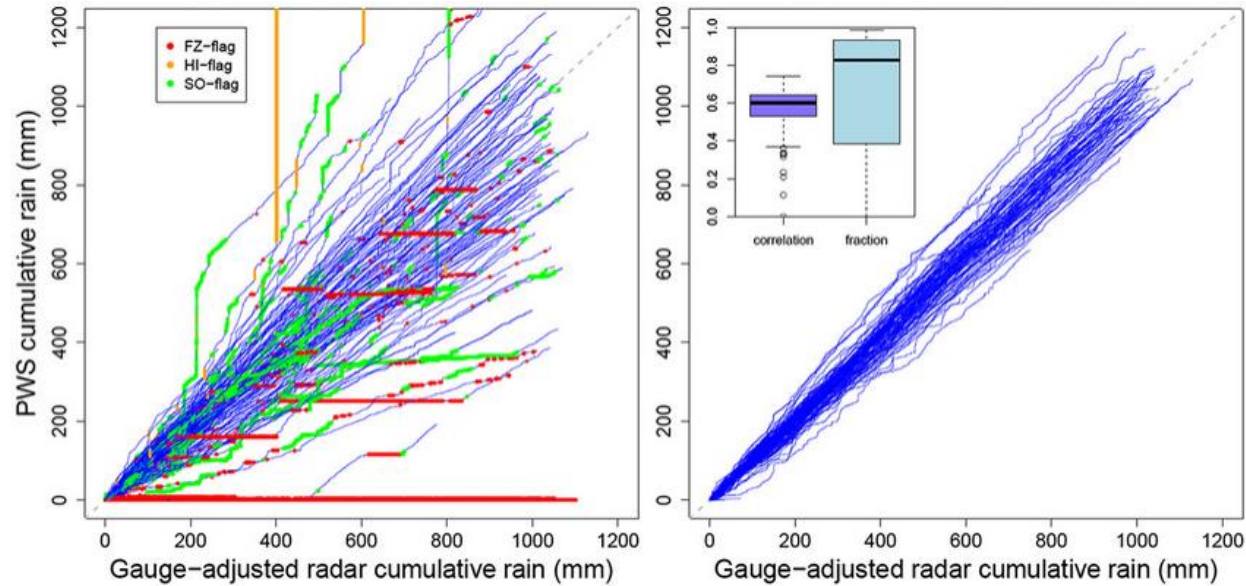 FZ-flag
HI-flag
SO-flag
PWS cumulative rain (mm)
0 200 400 600 800 1000 1200
0 200 400 600 800 1000 1200
Gauge-adjusted radar cumulative rain (mm)
0.0 0.2 0.4 0.6 0.8 1.0
correlation fraction
0 200 400 600 800 1000 1200
0 200 400 600 800 1000 1200
Gauge-adjusted radar cumulative rain (mm)